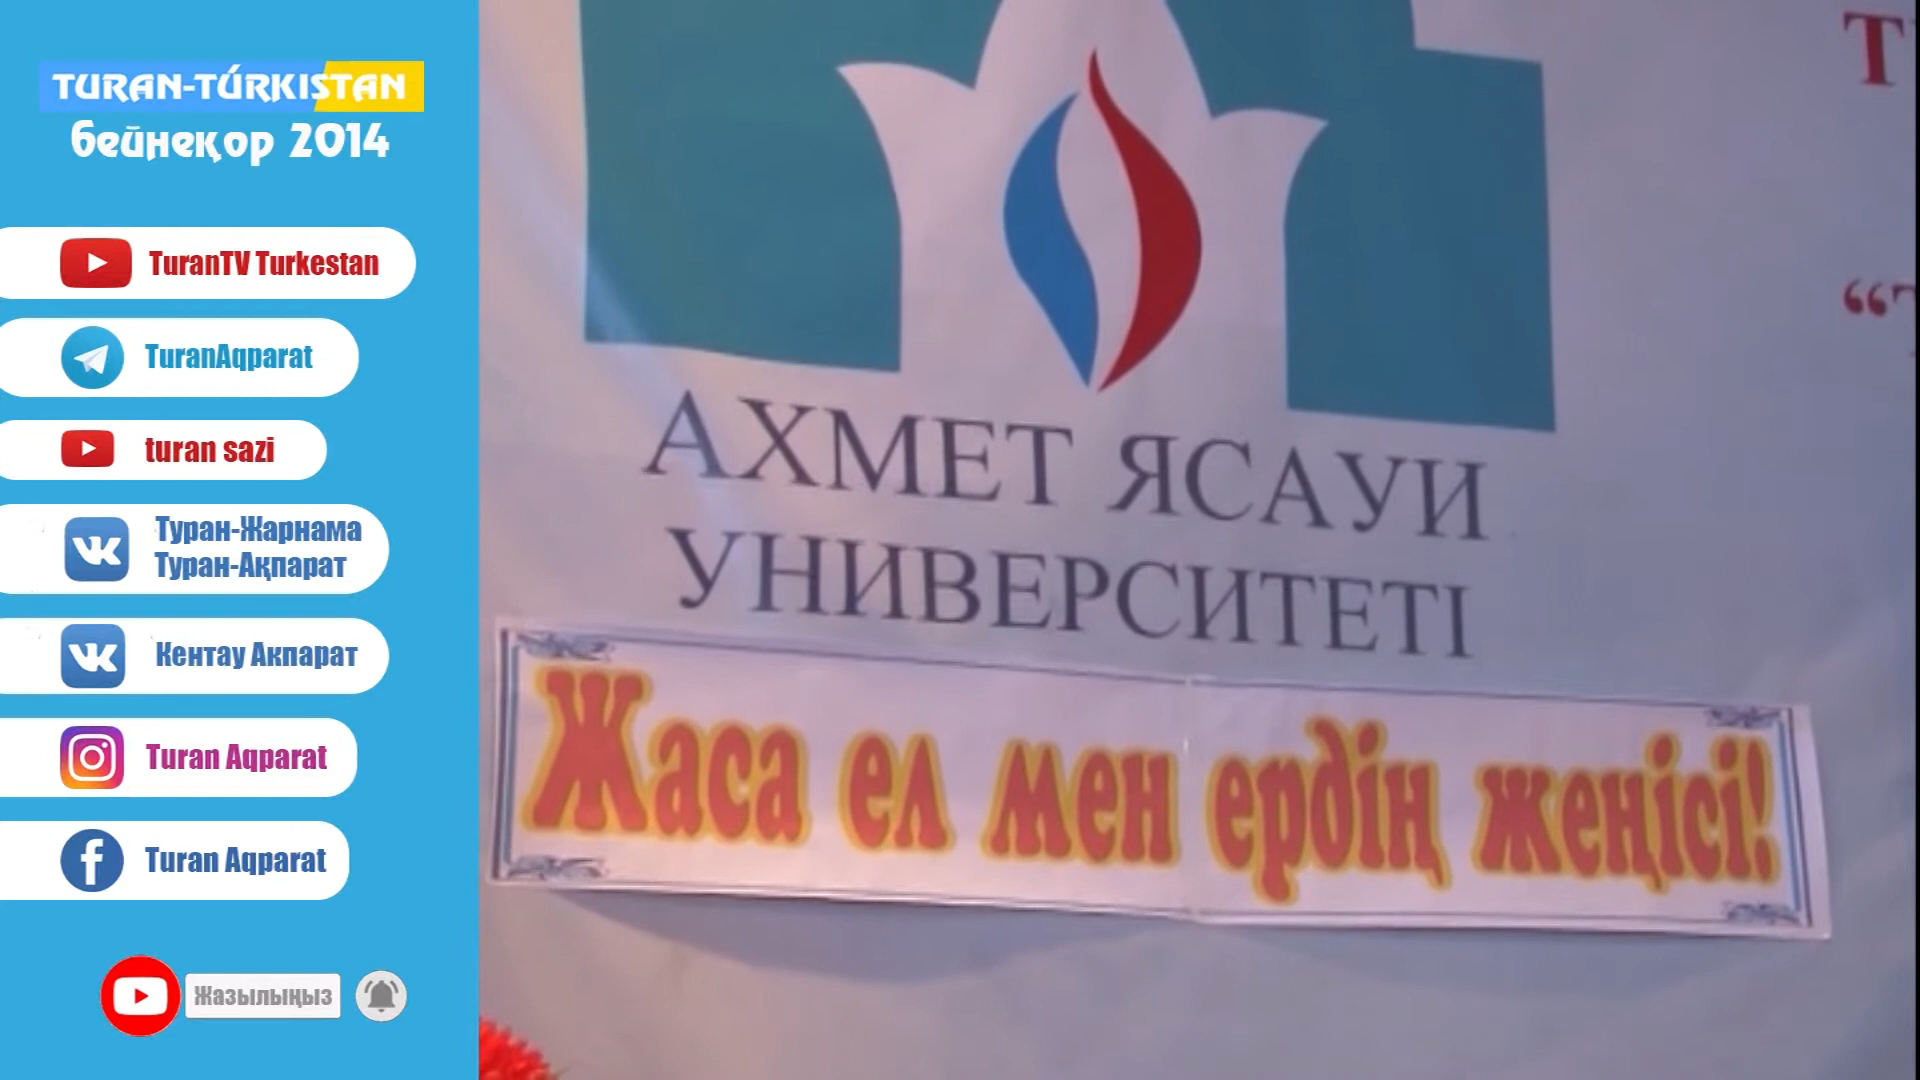 TURAN-TÚRKISTAN
бейнеқор 2014
TuranTV Turkestan
TuranAqparat
turan sazi
Туран-Жарнама
Туран-Ақпарат
Кентау Акпарат
Turan Aqparat
Turan Aqparat
Жазылыңыз
АХМЕТ ЯСАУИ
УНИВЕРСИТЕТІ
Жаса ел мен ердің жеңісі!